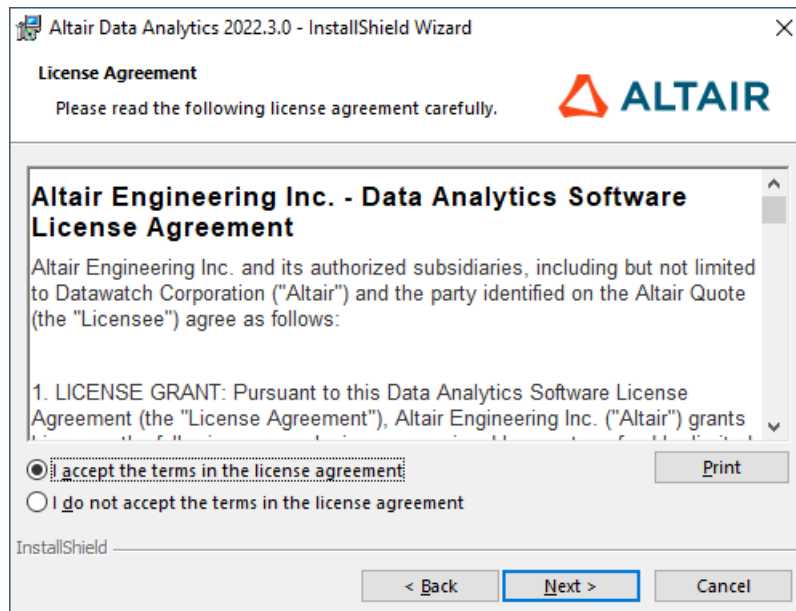 Altair Data Analytics 2022.3.0 - InstallShield Wizard
License Agreement
Please read the following license agreement carefully.
ALTAIR
Altair Engineering Inc. - Data Analytics Software
License Agreement
Altair Engineering Inc. and its authorized subsidiaries, including but not limited
to Datawatch Corporation ("Altair") and the party identified on the Altair Quote
(the "Licensee") agree as follows:
1. LICENSE GRANT: Pursuant to this Data Analytics Software License
Agreement (the "License Agreement"), Altair Engineering Inc. ("Altair") grants
I accept the terms in the license agreement
Print
I do not accept the terms in the license agreement
InstallShield
< Back
Next >
Cancel